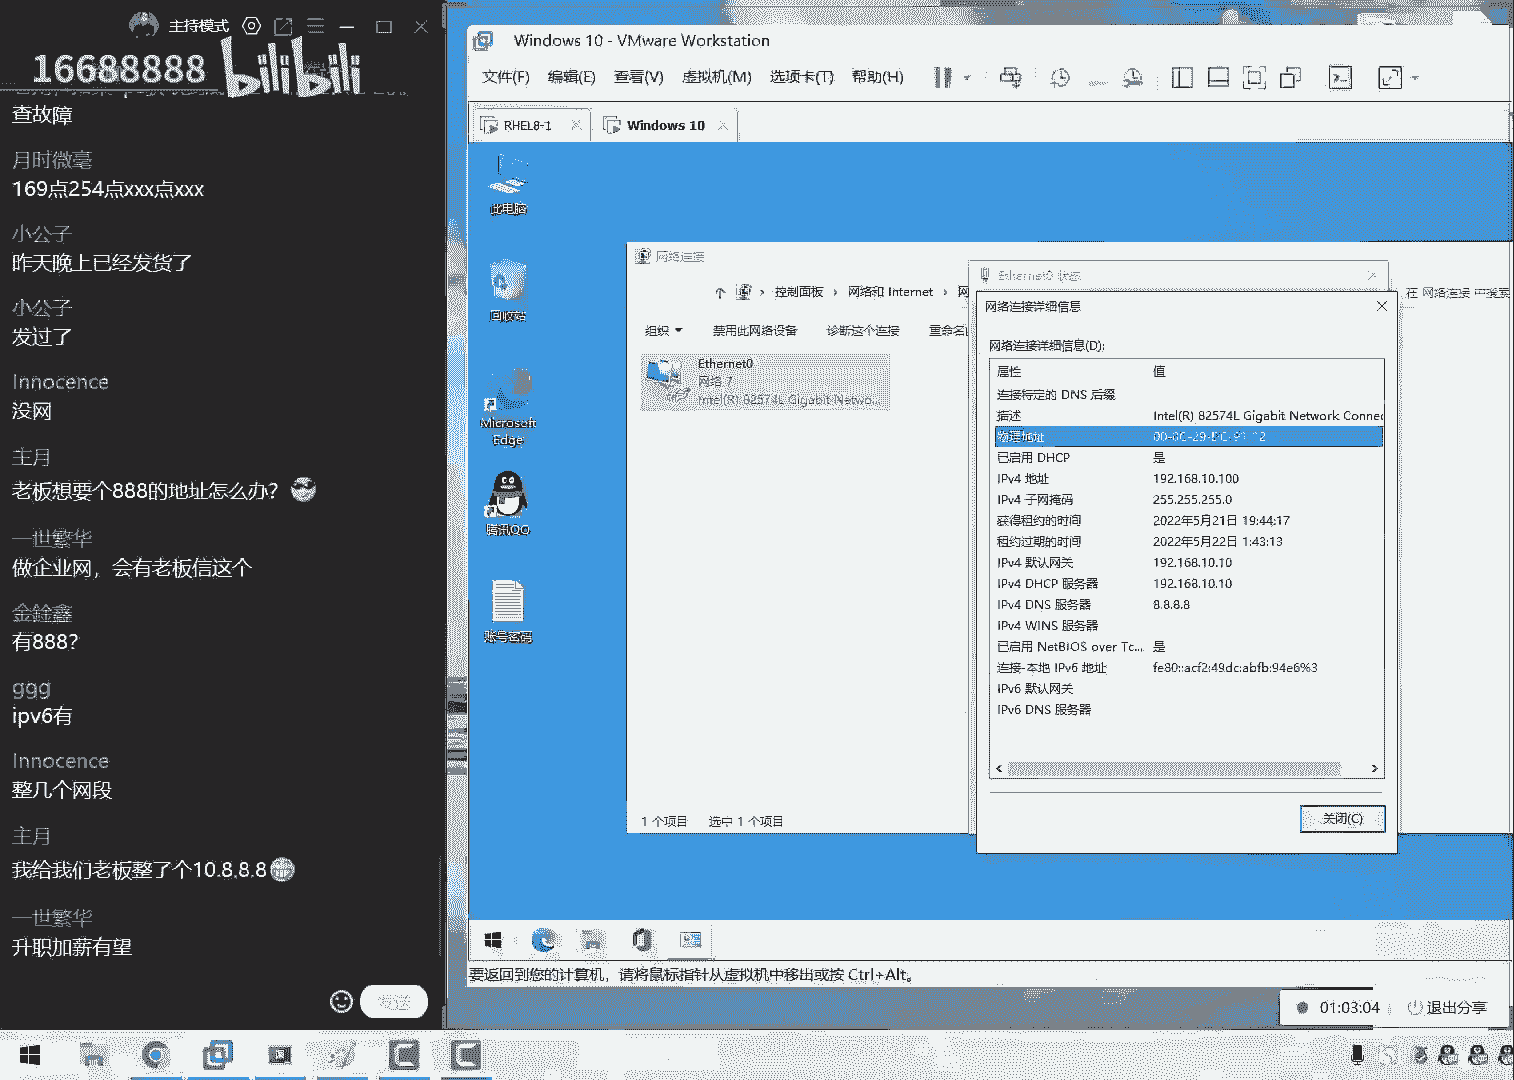 主持模式
16688888 bilibili
查故障
月时微毫
169点254点xxx点xxx
小公子
昨天晚上已经发货了
小公子
发过了
Innocence
没网
主月
老板想要个888的地址怎么办？
一世繁华
做企业网，会有老板信这个
金銓鑫
有888？
ggg
ipv6有
Innocence
整几个网段
主月
我给我们老板整了个10.8.8.8
一世繁华
升职加薪有望
发送
Windows 10 - VMware Workstation
文件(F) 编辑(E) 查看(V) 虚拟机(M) 选项卡(T) 帮助(H)
RHEL8-1 Windows 10
此电脑
回收站
Microsoft
Edge
腾讯QQ
账号密码
网络连接
控制面板 › 网络和 Internet › 网
组织 禁用此网络设备 诊断这个连接 重命名
Ethernet0
网络 7
Intel(R) 82574L Gigabit Netwo...
1 个项目 选中 1 个项目
Ethernet0 状态
在 网络连接 中搜索
网络连接详细信息
网络连接详细信息(D):
属性 值
连接特定的 DNS 后缀
描述 Intel(R) 82574L Gigabit Network Connec
物理地址
已启用 DHCP 是
IPv4 地址 192.168.10.100
IPv4 子网掩码 255.255.255.0
获得租约的时间 2022年5月21日 19:44:17
租约过期的时间 2022年5月22日 1:43:13
IPv4 默认网关 192.168.10.10
IPv4 DHCP 服务器 192.168.10.10
IPv4 DNS 服务器 8.8.8.8
IPv4 WINS 服务器
已启用 NetBIOS over Tc... 是
连接-本地 IPv6 地址 fe80::acf2:49dc:abfb:94e6%3
IPv6 默认网关
IPv6 DNS 服务器
关闭(C)
要返回到您的计算机，请将鼠标指针从虚拟机中移出或按 Ctrl+Alt。
01:03:04 退出分享